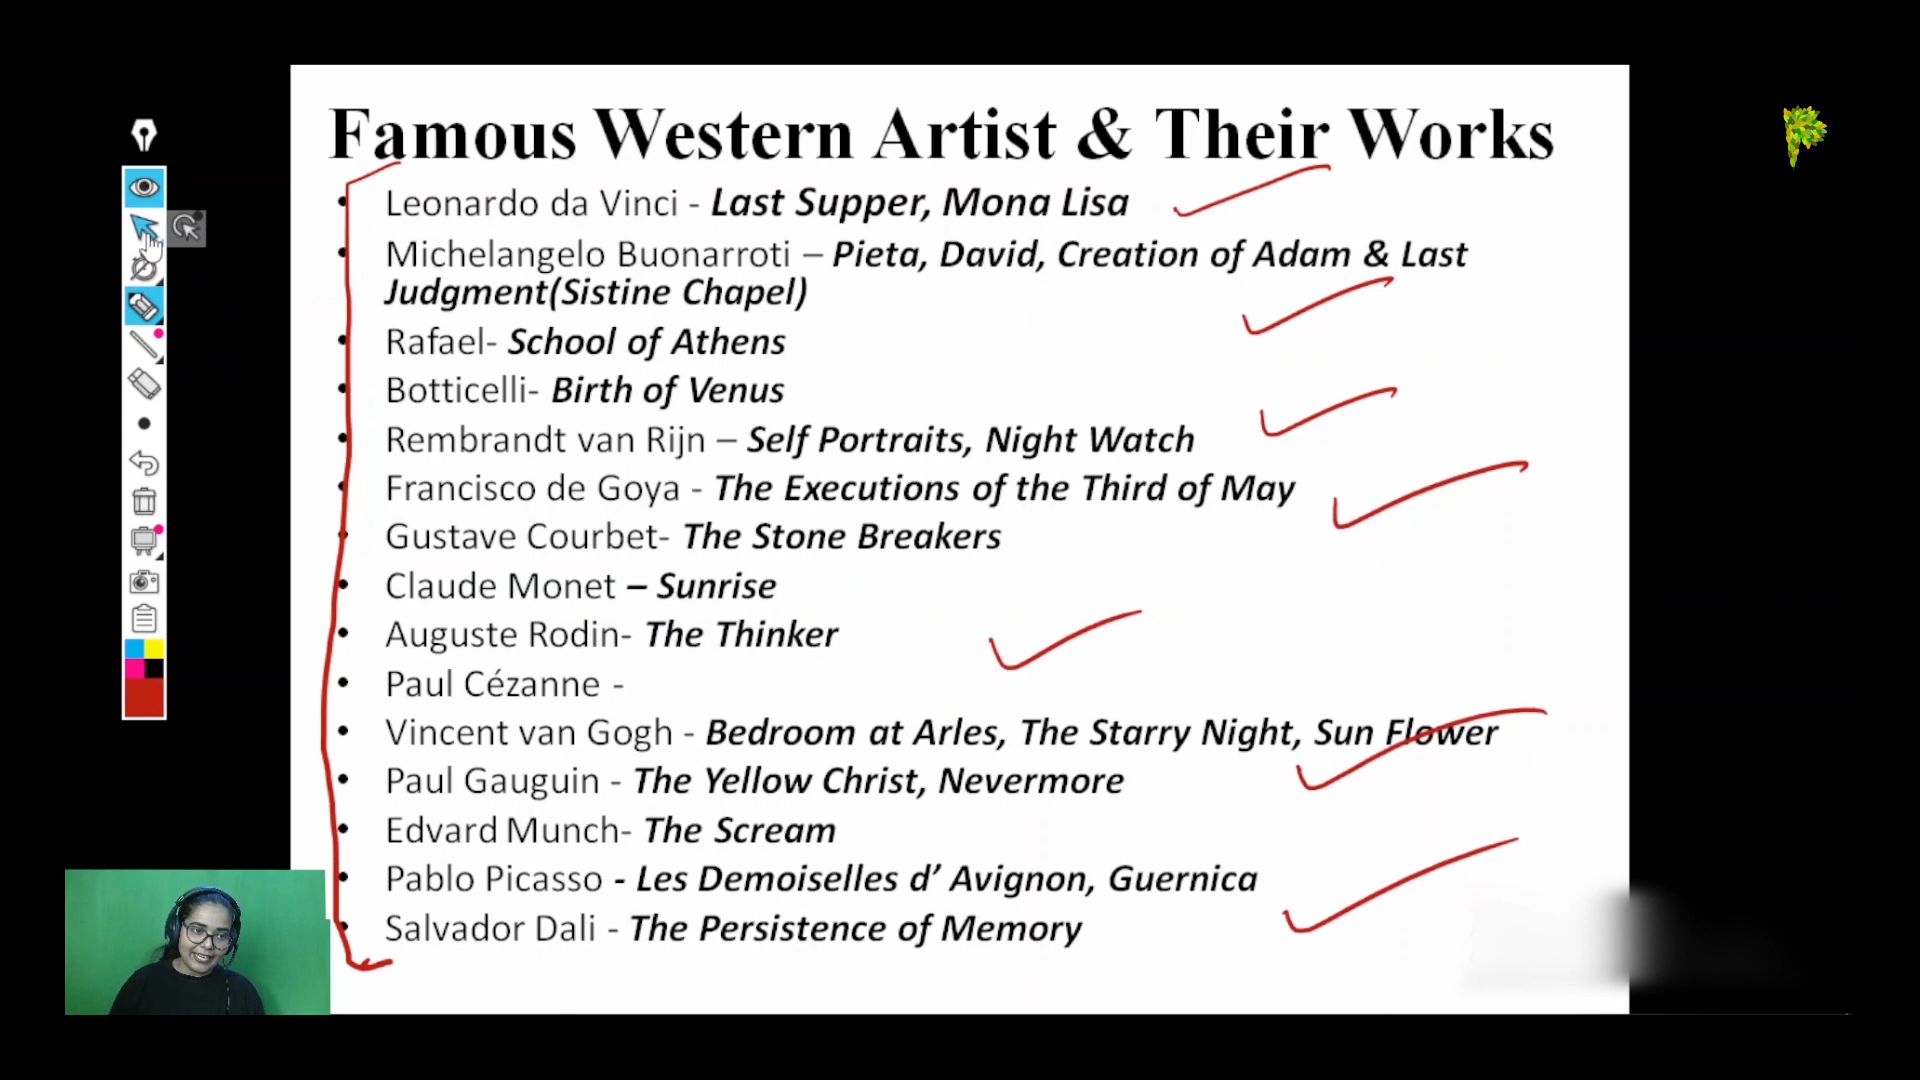 Famous Western Artist & Their Works
• Leonardo da Vinci - Last Supper, Mona Lisa
• Michelangelo Buonarroti – Pieta, David, Creation of Adam & Last
Judgment(Sistine Chapel)
• Rafael- School of Athens
• Botticelli- Birth of Venus
• Rembrandt van Rijn – Self Portraits, Night Watch
• Francisco de Goya - The Executions of the Third of May
• Gustave Courbet- The Stone Breakers
• Claude Monet – Sunrise
• Auguste Rodin- The Thinker
• Paul Cézanne -
• Vincent van Gogh - Bedroom at Arles, The Starry Night, Sun Flower
• Paul Gauguin - The Yellow Christ, Nevermore
• Edvard Munch- The Scream
• Pablo Picasso - Les Demoiselles d’ Avignon, Guernica
• Salvador Dali - The Persistence of Memory